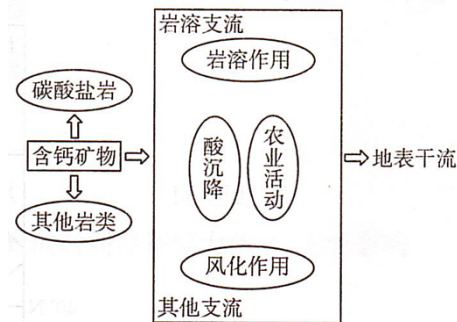 岩溶支流
岩溶作用
碳酸盐岩
含钙矿物
其他岩类
酸沉降
农业活动
地表干流
风化作用
其他支流